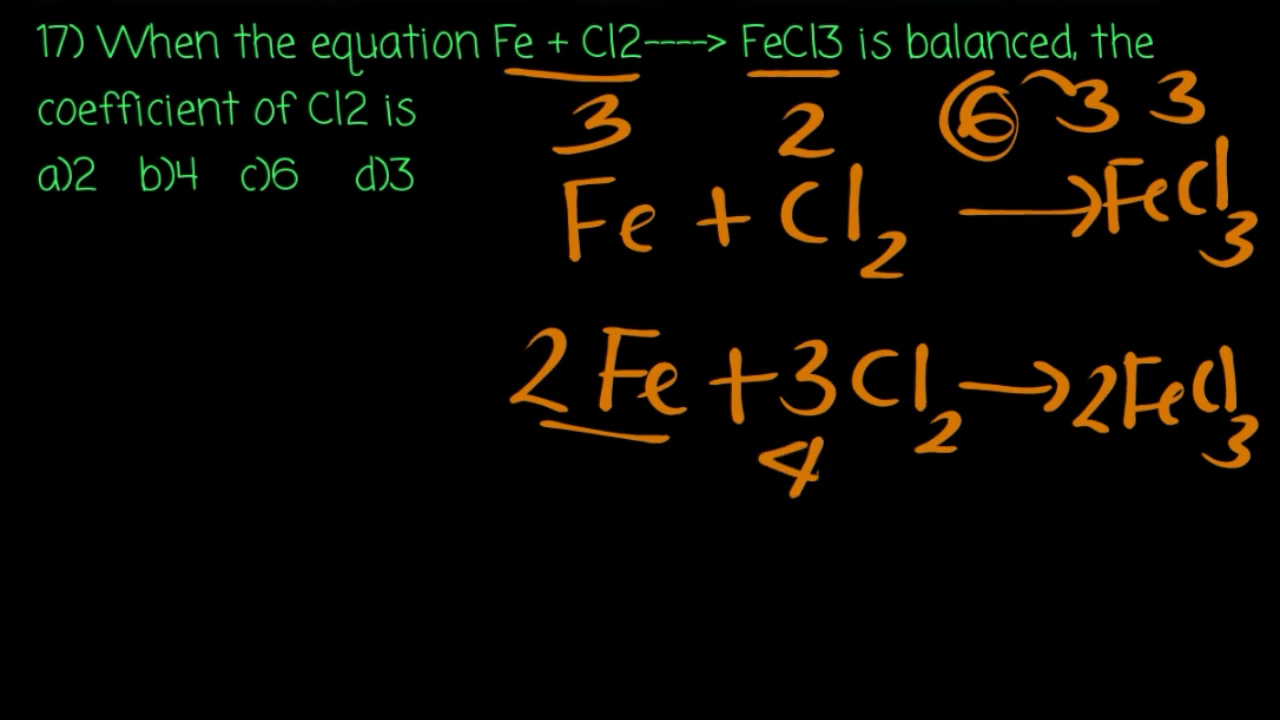 17) When the equation Fe + Cl2----> FeCl3 is balanced, the
coefficient of Cl2 is
a)2 b)4 c)6 d)3
3 2 6 3 3
Fe + Cl2 → FeCl3
2Fe + 3Cl2 → 2FeCl3
4